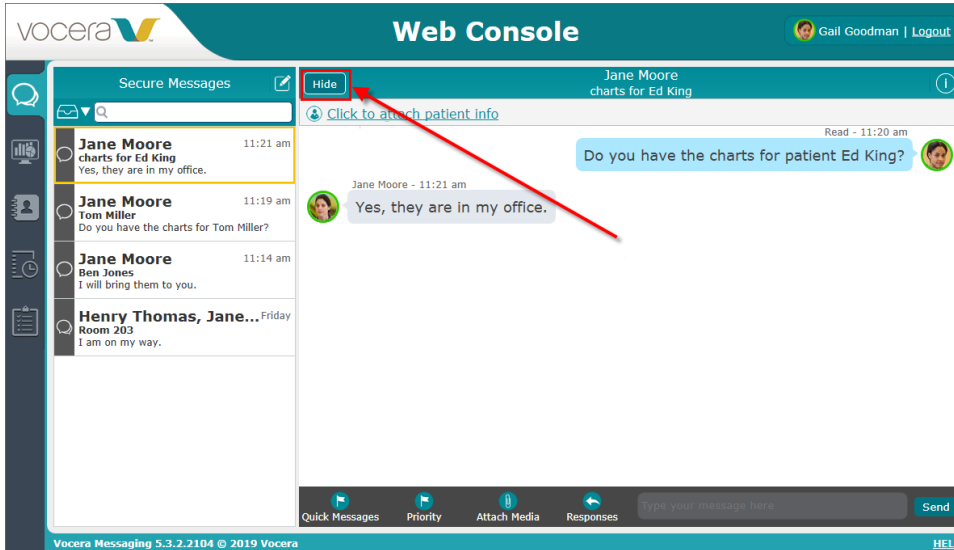 vocera
Web Console
Gail Goodman | Logout
Secure Messages
Hide
Jane Moore
charts for Ed King
Click to attach patient info
Jane Moore 11:21 am
charts for Ed King
Yes, they are in my office.
Jane Moore 11:19 am
Tom Miller
Do you have the charts for Tom Miller?
Jane Moore 11:14 am
Ben Jones
I will bring them to you.
Henry Thomas, Jane... Friday
Room 203
I am on my way.
Read - 11:20 am
Do you have the charts for patient Ed King?
Jane Moore - 11:21 am
Yes, they are in my office.
Quick Messages
Priority
Attach Media
Responses
Type your message here
Send
Vocera Messaging 5.3.2.2104 © 2019 Vocera
HEL